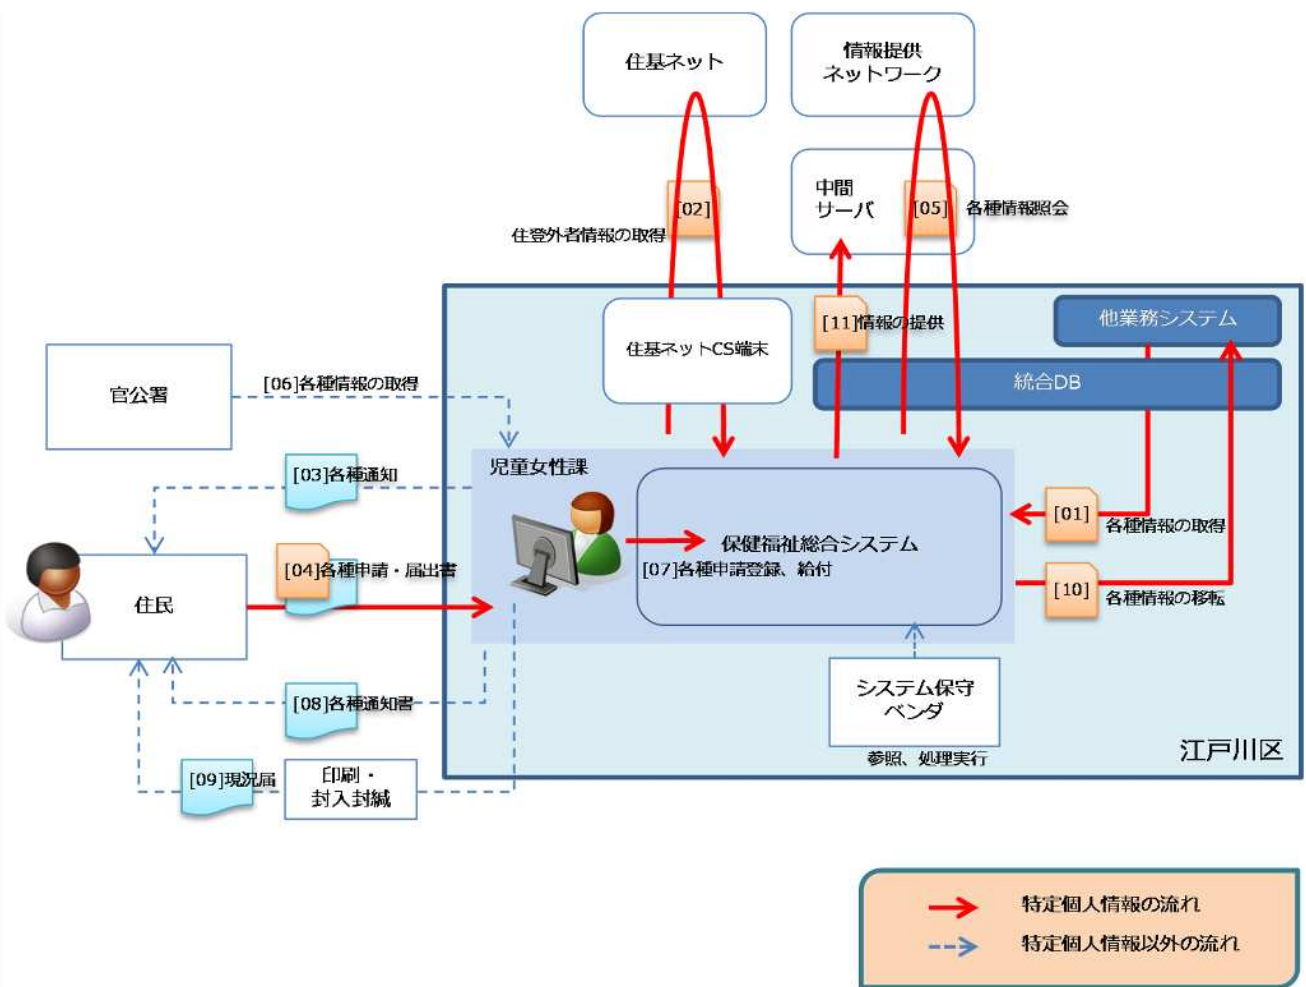 住基ネット
情報提供
ネットワーク
中間
サーバ
[02]
[05]
各種情報照会
住登外者情報の取得
[11]情報の提供
他業務システム
住基ネットCS端末
統合DB
官公署
[06]各種情報の取得
児童女性課
[03]各種通知
[01]
各種情報の取得
保健福祉総合システム
[07]各種申請登録、給付
[04]各種申請・届出書
住民
[10]
各種情報の移転
[08]各種通知書
システム保守
ベンダ
参照、処理実行
江戸川区
[09]現況届
印刷・
封入封緘
特定個人情報の流れ
特定個人情報以外の流れ